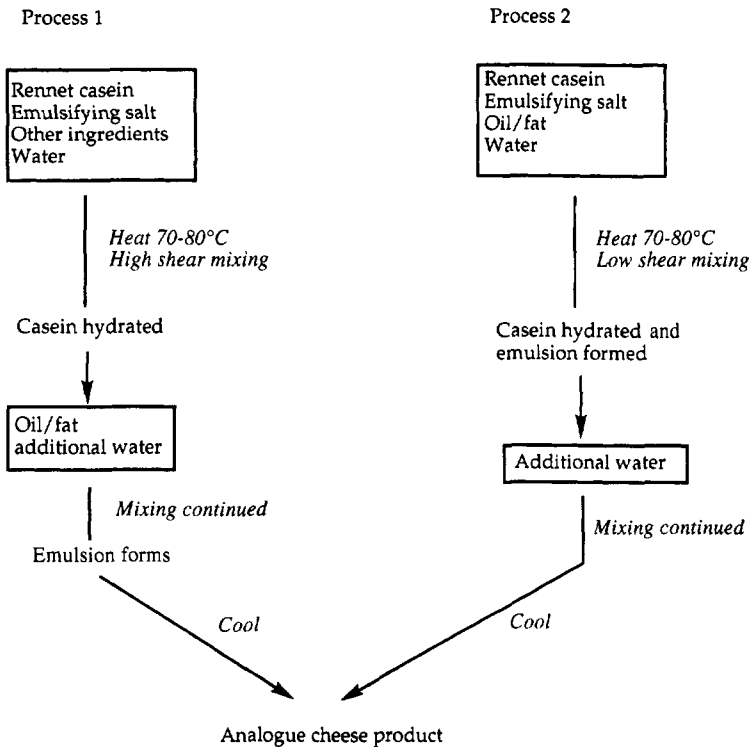 Process 1
Rennet casein
Emulsifying salt
Other ingredients
Water
Heat 70-80°C
High shear mixing
Casein hydrated
Oil/fat
additional water
Mixing continued
Emulsion forms
Cool
Process 2
Rennet casein
Emulsifying salt
Oil/fat
Water
Heat 70-80°C
Low shear mixing
Casein hydrated and
emulsion formed
Additional water
Mixing continued
Cool
Analogue cheese product